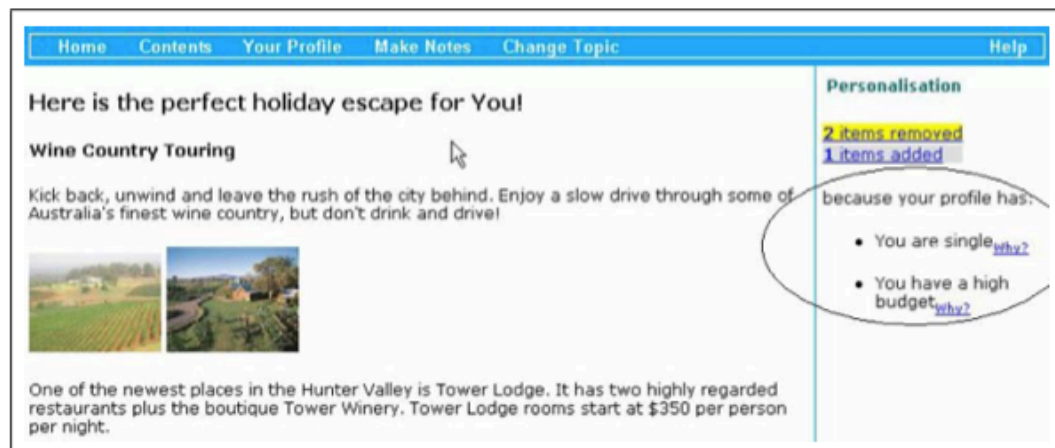 Home Contents Your Profile Make Notes Change Topic Help
Here is the perfect holiday escape for You!
Wine Country Touring
Kick back, unwind and leave the rush of the city behind. Enjoy a slow drive through some of
Australia's finest wine country, but don't drink and drive!
One of the newest places in the Hunter Valley is Tower Lodge. It has two highly regarded
restaurants plus the boutique Tower Winery. Tower Lodge rooms start at $350 per person
per night.
Personalisation
2 items removed
1 items added
because your profile has:
• You are single Why?
• You have a high
budget Why?